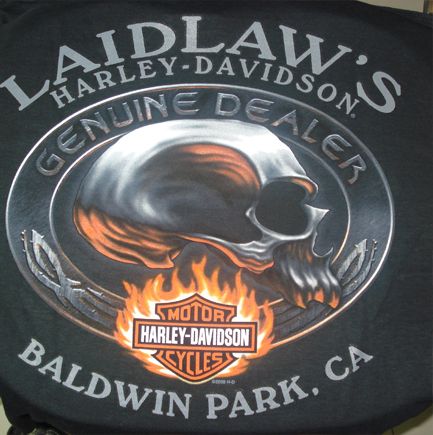 LAIDLAW'S
HARLEY-DAVIDSON®
GENUINE DEALER
MOTOR
HARLEY-DAVIDSON
CYCLES
BALDWIN PARK, CA